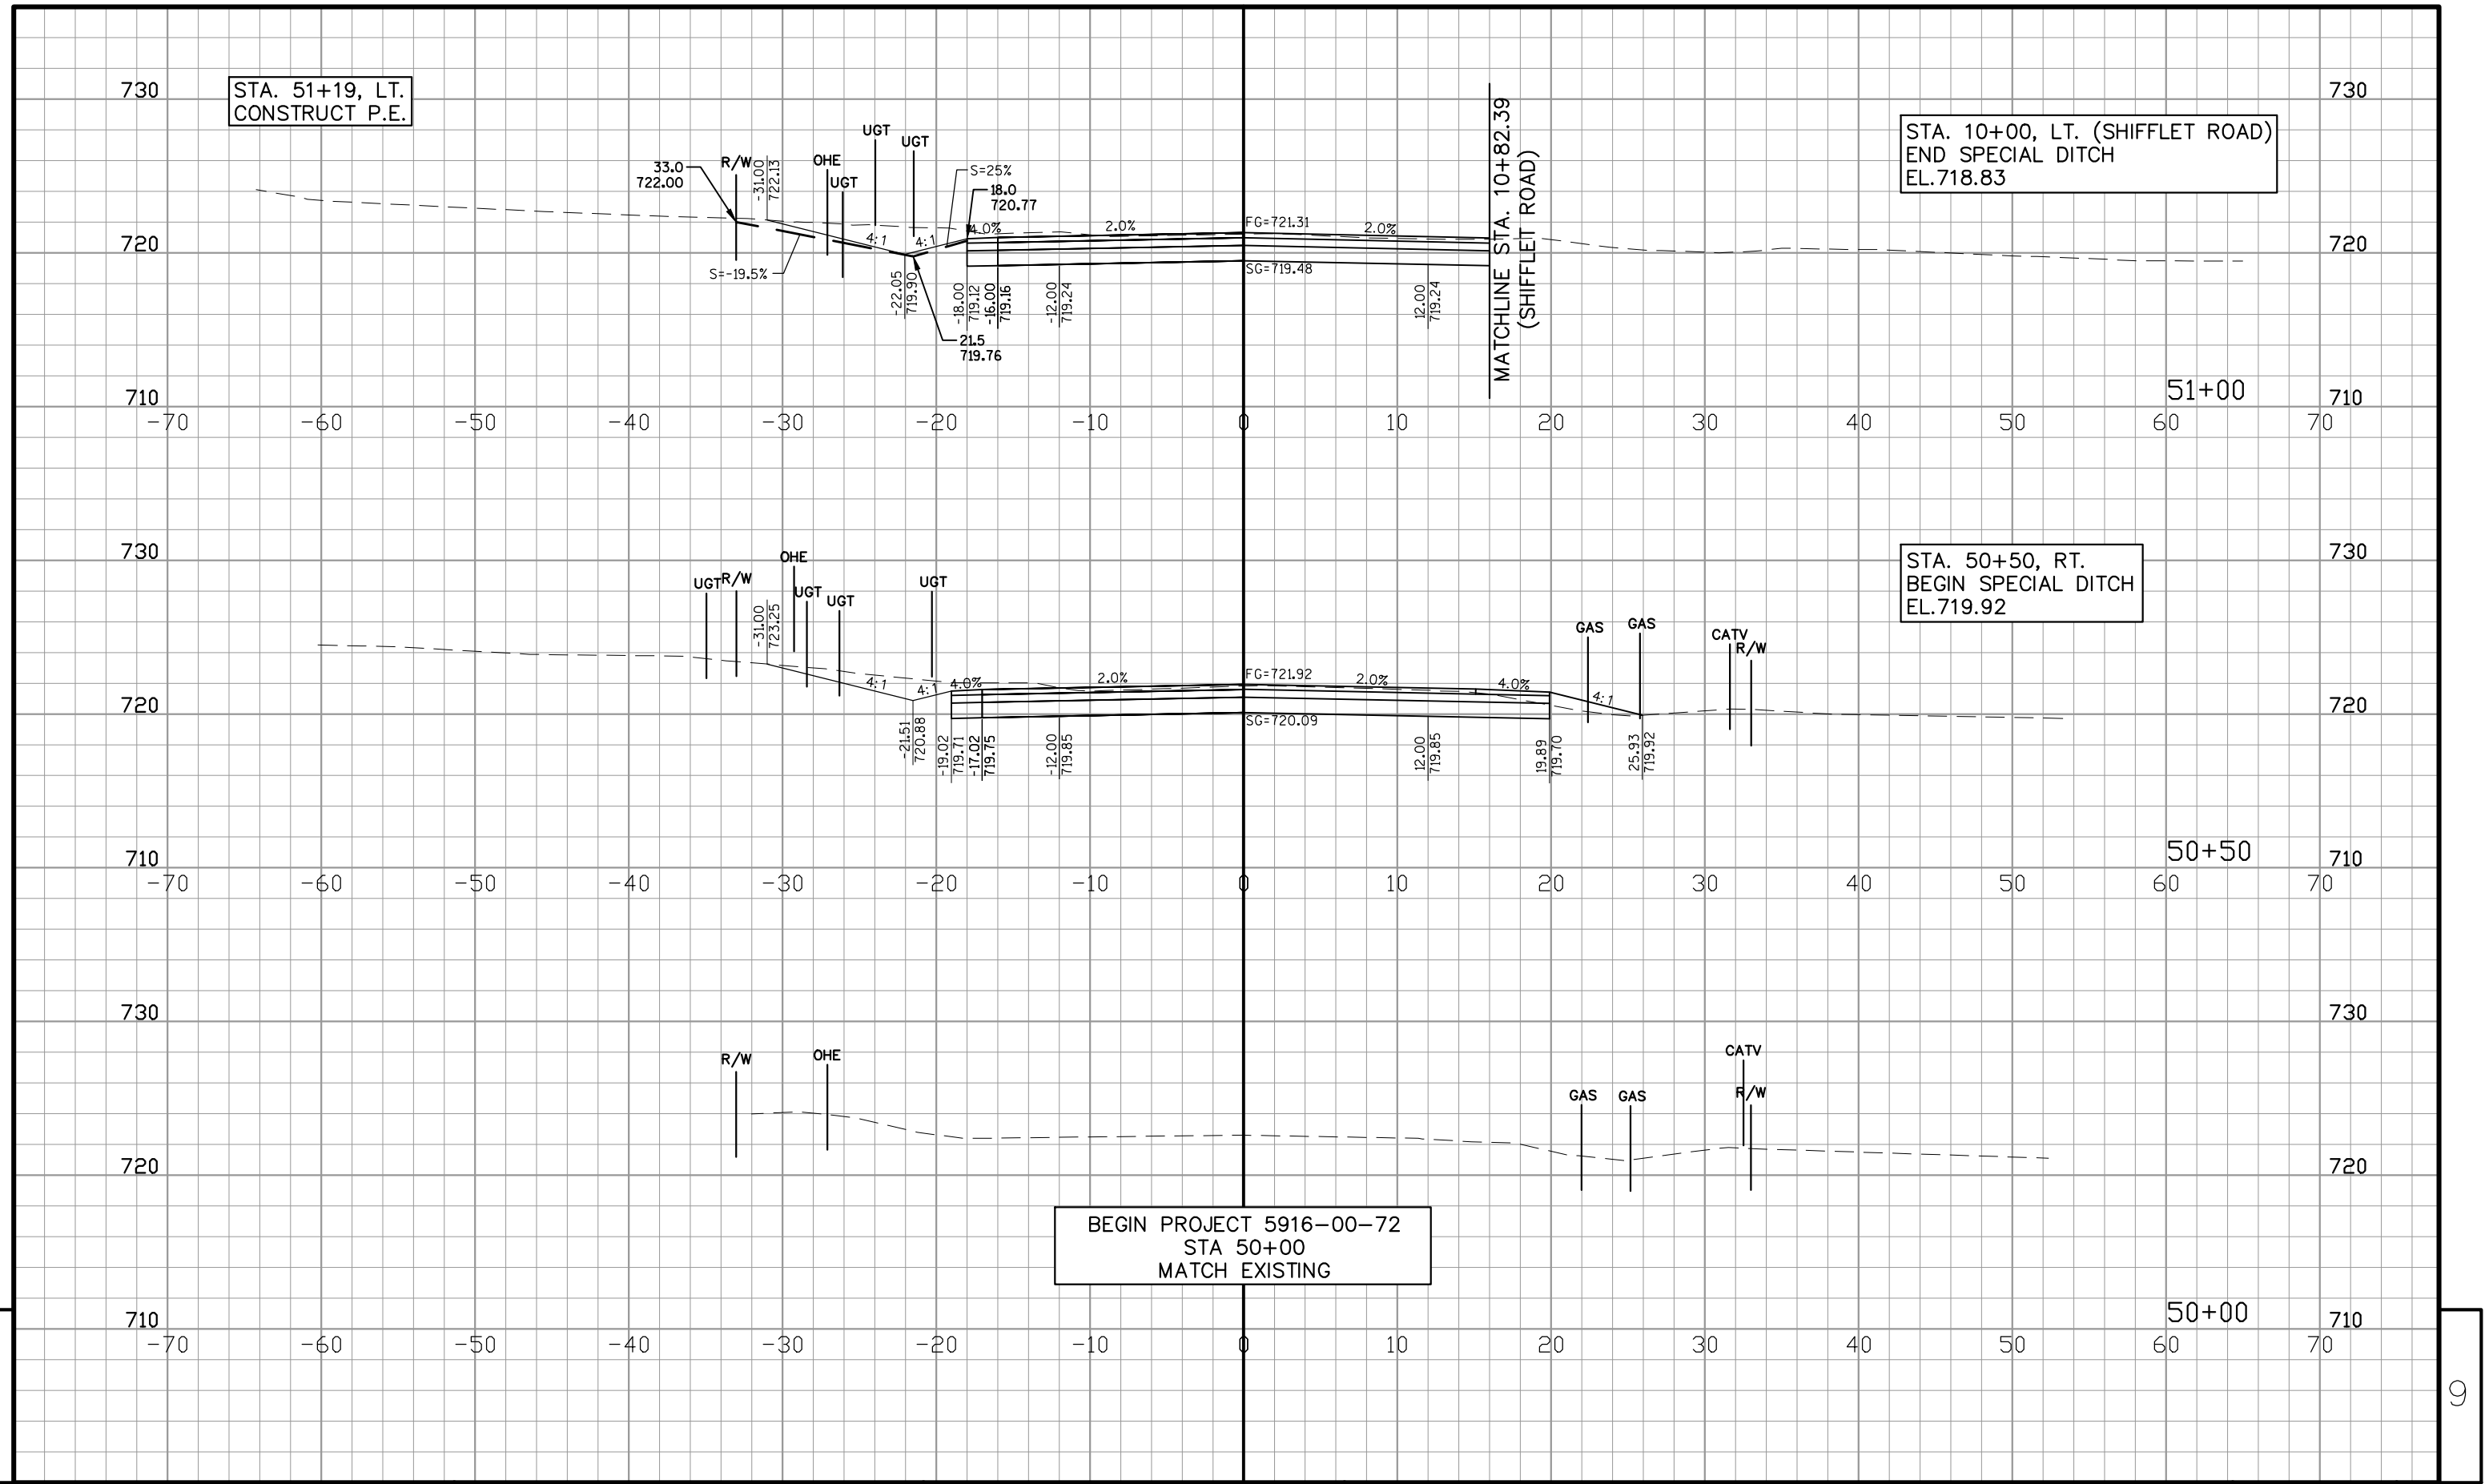 730
STA. 51+19, LT.
CONSTRUCT P.E.
730
STA. 10+00, LT. (SHIFFLET ROAD)
END SPECIAL DITCH
EL.718.83
33.0
722.00
R/W
-31.00
722.13
OHE
UGT
UGT
UGT
S=25%
18.0
720.77
MATCHLINE STA. 10+82.39
(SHIFFLET ROAD)
720
S=-19.5%
4:1
4:1
4.0%
2.0%
FG=721.31
2.0%
720
SG=719.48
-22.05
719.90
-18.00
719.12
-16.00
719.16
-12.00
719.24
12.00
719.24
21.5
719.76
710
51+00
710
-70 -60 -50 -40 -30 -20 -10 0 10 20 30 40 50 60 70
730
730
STA. 50+50, RT.
BEGIN SPECIAL DITCH
EL.719.92
UGT
R/W
-31.00
723.25
OHE
UGT
UGT
UGT
GAS
GAS
CATV
R/W
720
4:1
4:1
4.0%
2.0%
FG=721.92
2.0%
4.0%
4:1
720
SG=720.09
-21.51
720.88
-19.02
719.71
-17.02
719.75
-12.00
719.85
12.00
719.85
19.89
719.70
25.93
719.92
710
50+50
710
-70 -60 -50 -40 -30 -20 -10 0 10 20 30 40 50 60 70
730
730
R/W
OHE
GAS
GAS
CATV
R/W
720
720
BEGIN PROJECT 5916-00-72
STA 50+00
MATCH EXISTING
710
50+00
710
-70 -60 -50 -40 -30 -20 -10 0 10 20 30 40 50 60 70
9